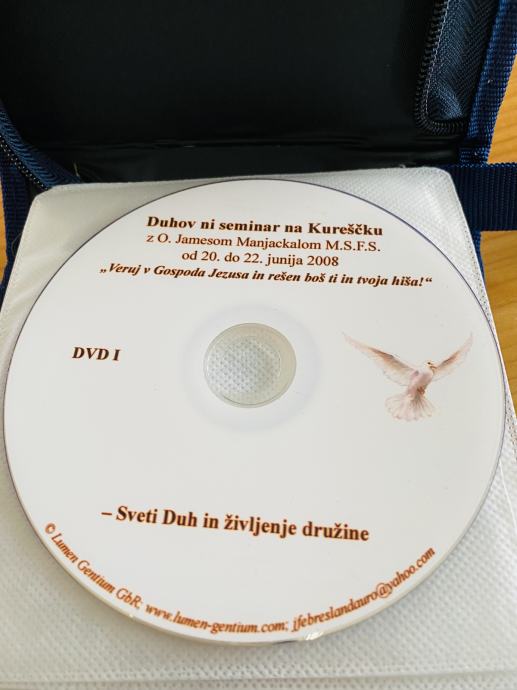 Duhov ni seminar na Kureščku
z O. Jamesom Manjackalom M.S.F.S.
od 20. do 22. junija 2008
„Veruj v Gospoda Jezusa in rešen boš ti in tvoja hiša!“
DVD I
– Sveti Duh in življenje družine
© Lumen Gentium GbR; www.lumen-gentium.com; jfebreslandauro@yahoo.com